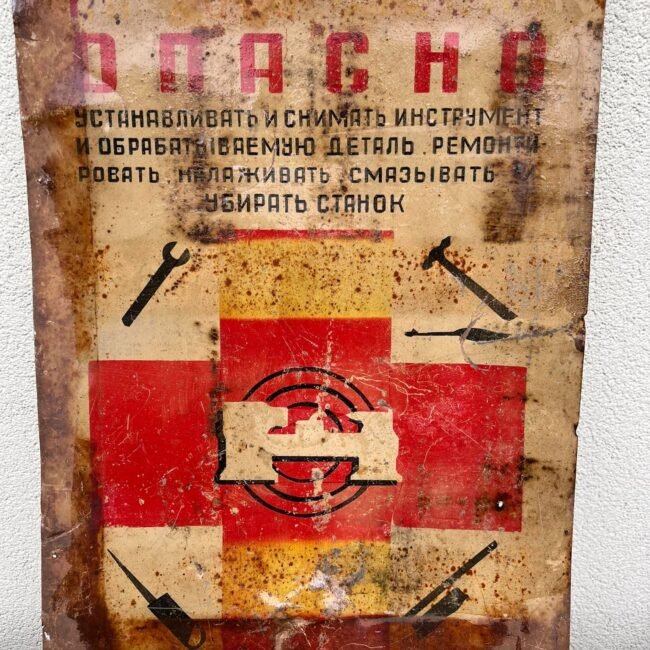 ОПАСНО
УСТАНАВЛИВАТЬ И СНИМАТЬ ИНСТРУМЕНТ
И ОБРАБАТЫВАЕМУЮ ДЕТАЛЬ. РЕМОНТИ-
РОВАТЬ, НАЛАЖИВАТЬ, СМАЗЫВАТЬ И
УБИРАТЬ СТАНОК